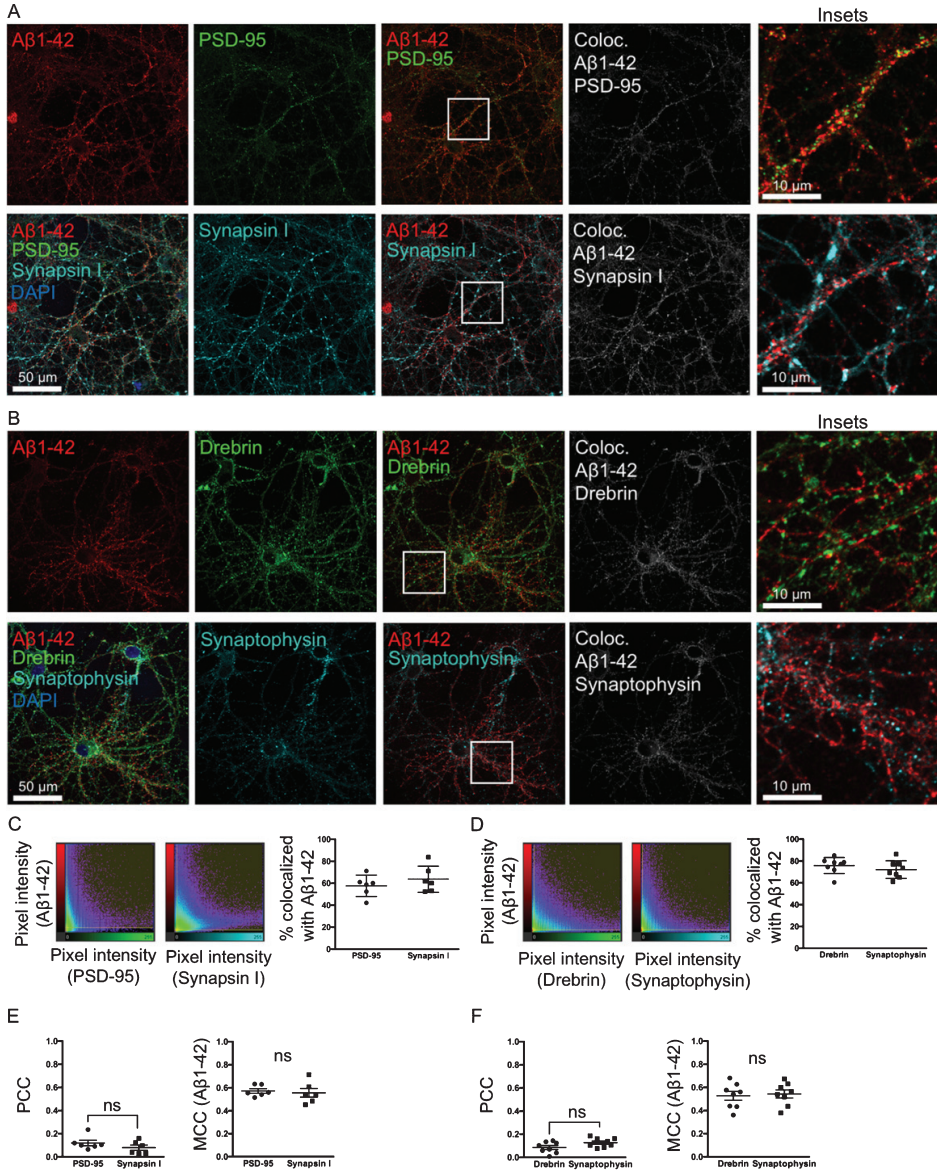 A
Insets
Aβ1-42
PSD-95
Aβ1-42
PSD-95
Coloc.
Aβ1-42
PSD-95
10 µm
Aβ1-42
PSD-95
Synapsin I
DAPI
50 µm
Synapsin I
Aβ1-42
Synapsin I
Coloc.
Aβ1-42
Synapsin I
10 µm
B
Insets
Aβ1-42
Drebrin
Aβ1-42
Drebrin
Coloc.
Aβ1-42
Drebrin
10 µm
Aβ1-42
Drebrin
Synaptophysin
DAPI
50 µm
Synaptophysin
Aβ1-42
Synaptophysin
Coloc.
Aβ1-42
Synaptophysin
10 µm
C
Pixel intensity
(Aβ1-42)
0 255
0 255
Pixel intensity
(PSD-95)
Pixel intensity
(Synapsin I)
% colocalized
with Aβ1-42
100
80
60
40
20
0
PSD-95 Synapsin I
D
Pixel intensity
(Aβ1-42)
0 255
0 255
Pixel intensity
(Drebrin)
Pixel intensity
(Synaptophysin)
% colocalized
with Aβ1-42
100
80
60
40
20
0
Drebrin Synaptophysin
E
PCC
1.0
0.8
0.6
0.4
0.2
0.0
ns
PSD-95 Synapsin I
MCC (Aβ1-42)
1.0
0.8
0.6
0.4
0.2
0.0
ns
PSD-95 Synapsin I
F
PCC
1.0
0.8
0.6
0.4
0.2
0.0
ns
Drebrin Synaptophysin
MCC (Aβ1-42)
1.0
0.8
0.6
0.4
0.2
0.0
ns
Drebrin Synaptophysin